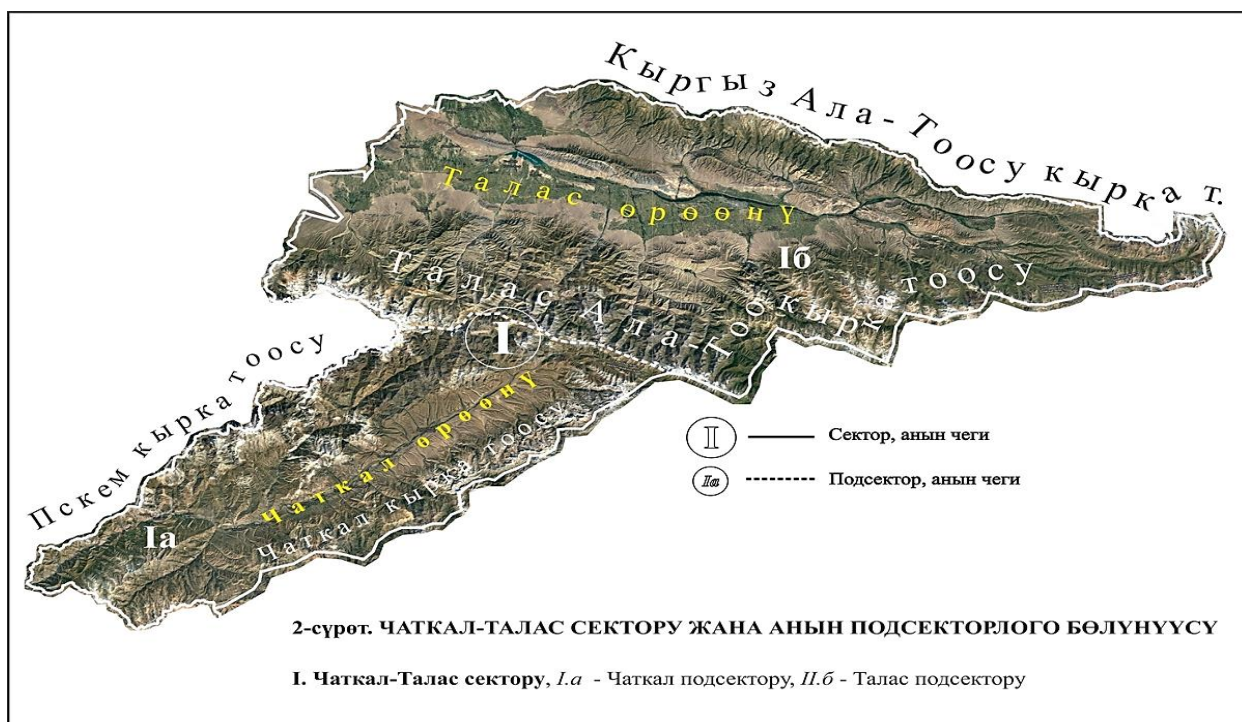 Кыргыз Ала-Тоосу кырка т.
Талас өрөөнү
Iб
Талас Ала-Тоо кырка тоосу
I
Пскем кырка тоосу
Чаткал өрөөнү
Чаткал кырка тоосу
Iа
II Сектор, анын чеги
Iа Подсектор, анын чеги
2-сүрөт. ЧАТКАЛ-ТАЛАС СЕКТОРУ ЖАНА АНЫН ПОДСЕКТОРЛОГО БӨЛҮНҮҮСҮ
I. Чаткал-Талас сектору, I.а - Чаткал подсектору, II.б - Талас подсектору